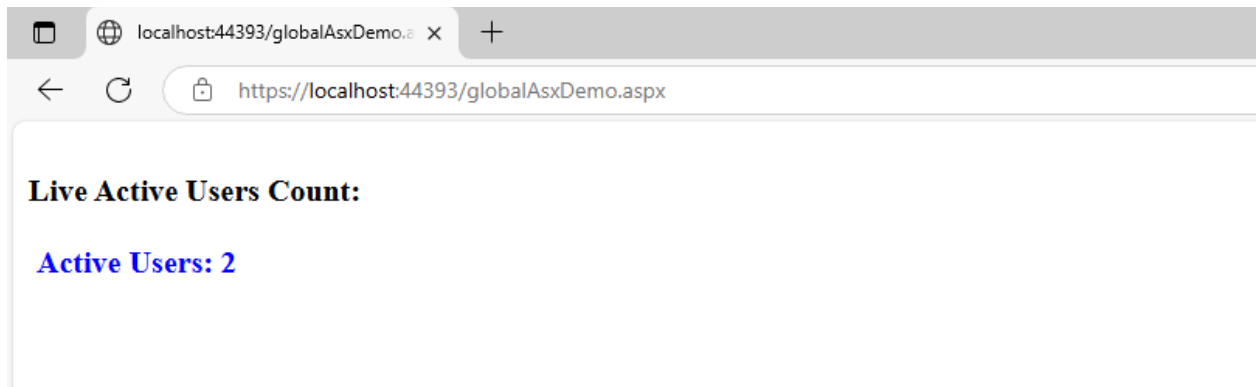 localhost:44393/globalAsxDemo.a
https://localhost:44393/globalAsxDemo.aspx
Live Active Users Count:
Active Users: 2